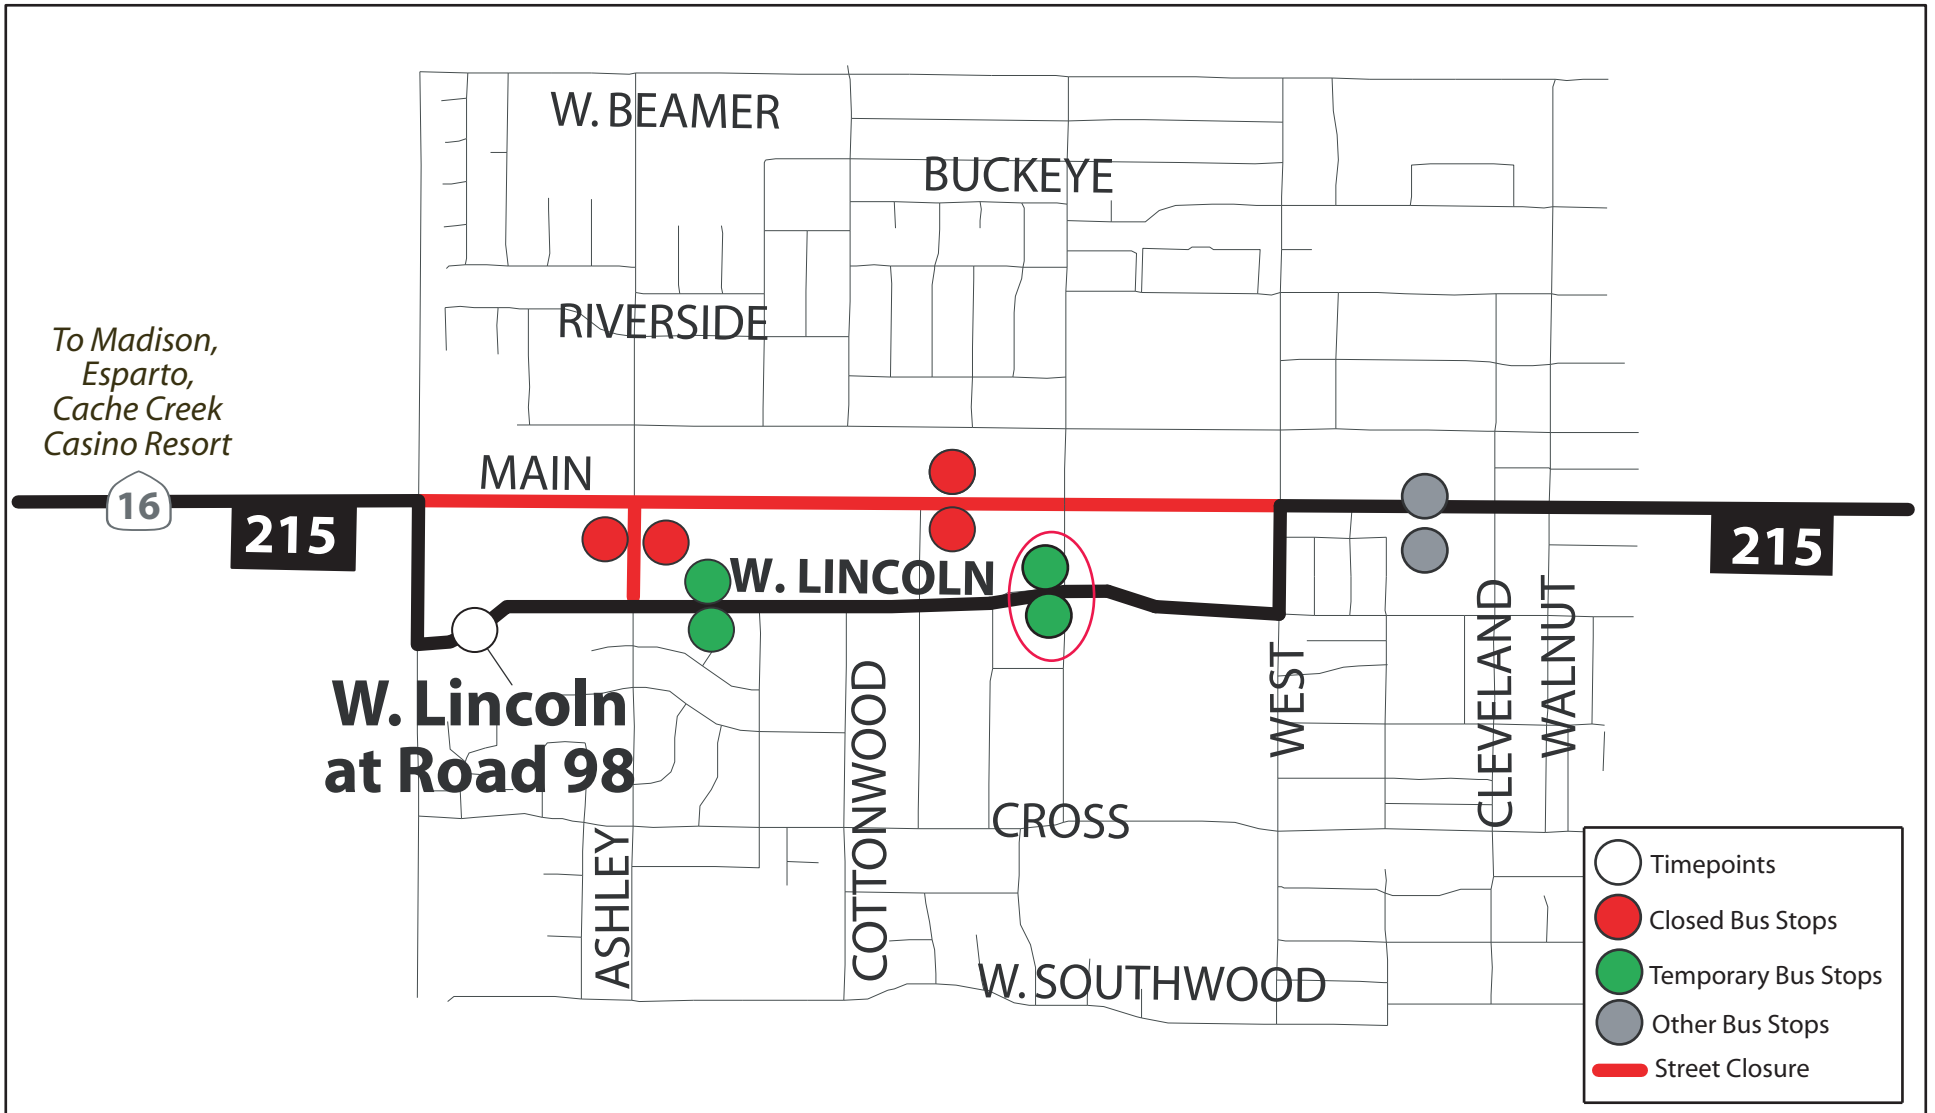 W. BEAMER
BUCKEYE
RIVERSIDE
To Madison,
Esparto,
Cache Creek
Casino Resort
MAIN
16
215
215
W. LINCOLN
W. Lincoln
at Road 98
ASHLEY
COTTONWOOD
WEST
CLEVELAND
WALNUT
CROSS
W. SOUTHWOOD
Timepoints
Closed Bus Stops
Temporary Bus Stops
Other Bus Stops
Street Closure